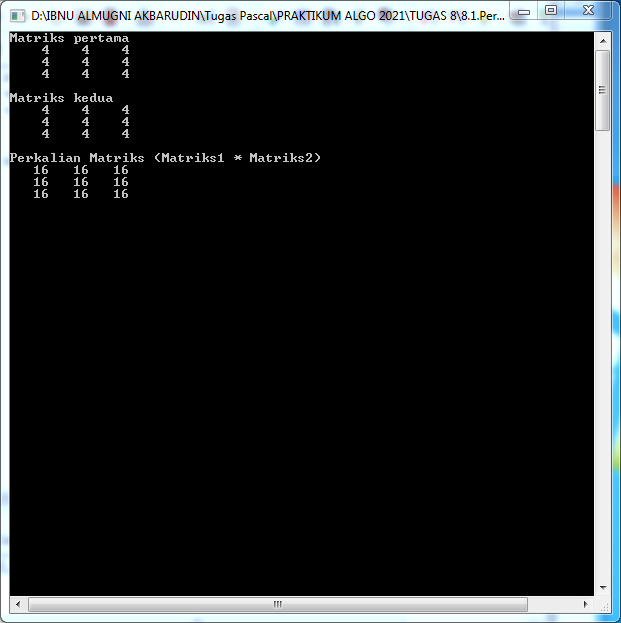 D:\IBNU ALMUGNI AKBARUDIN\Tugas Pascal\PRAKTIKUM ALGO 2021\TUGAS 8\8.1.Per...
Matriks pertama
4 4 4
4 4 4
4 4 4
Matriks kedua
4 4 4
4 4 4
4 4 4
Perkalian Matriks (Matriks1 * Matriks2)
16 16 16
16 16 16
16 16 16